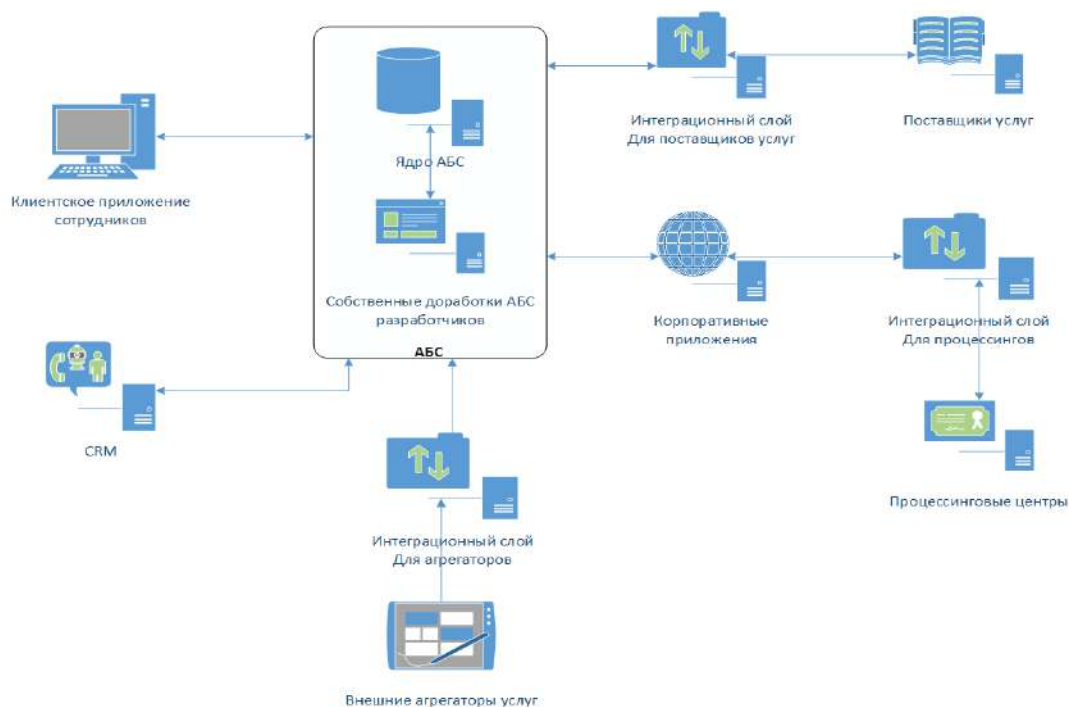 Интеграционный слой
Для поставщиков услуг
Поставщики услуг
Ядро АБС
Клиентское приложение
сотрудников
Собственные доработки АБС
разработчиков
АБС
Корпоративные
приложения
Интеграционный слой
Для процессингов
CRM
Процессинговые центры
Интеграционный слой
Для агрегаторов
Внешние агрегаторы услуг